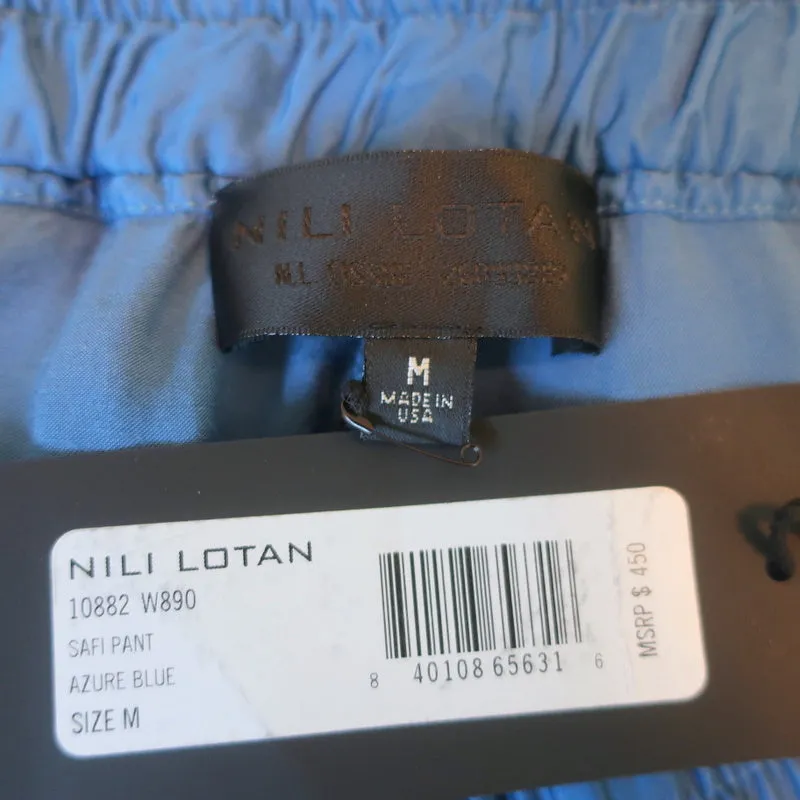 NILI LOTAN
M
MADE IN
USA
NILI LOTAN
10882 W890
SAFI PANT
AZURE BLUE
SIZE M
8 40108 65631 6
MSRP $ 450